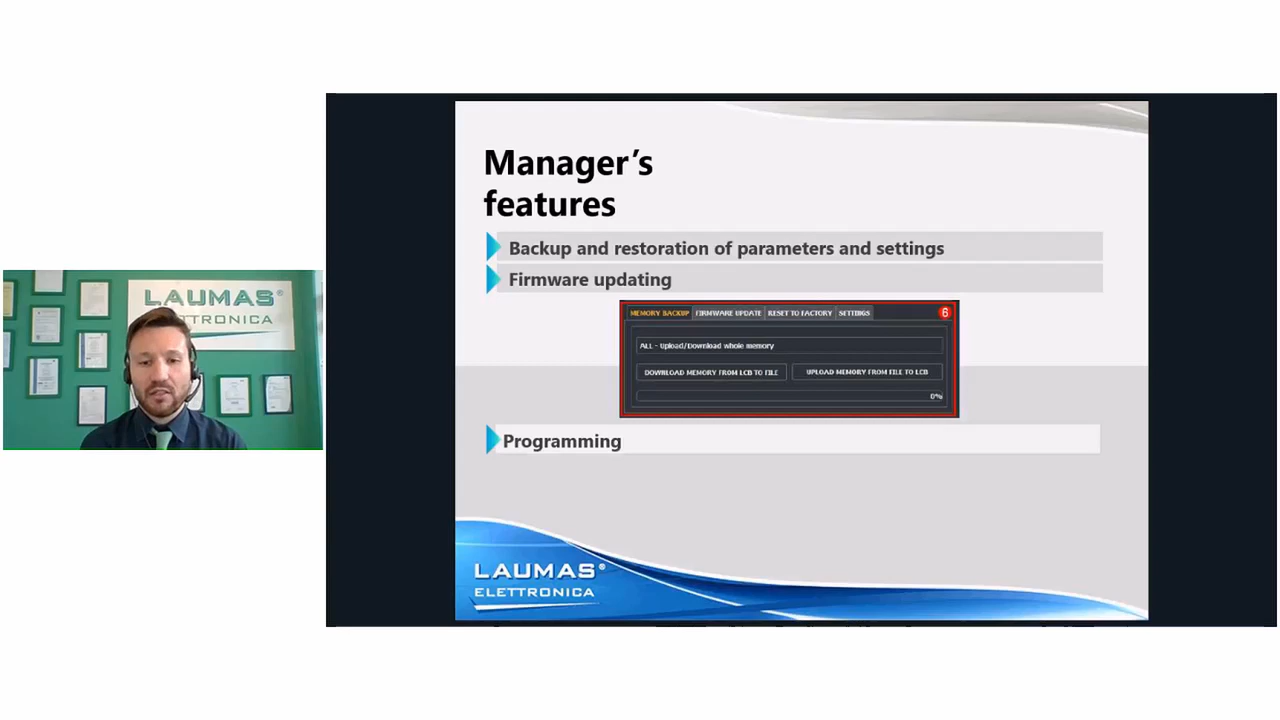 LAUMAS®
ELETTRONICA
Manager's
features
Backup and restoration of parameters and settings
Firmware updating
MEMORY BACKUP FIRMWARE UPDATE RESET TO FACTORY SETTINGS 6
ALL - Upload/Download whole memory
DOWNLOAD MEMORY FROM LCB TO FILE UPLOAD MEMORY FROM FILE TO LCB
0%
Programming
LAUMAS®
ELETTRONICA